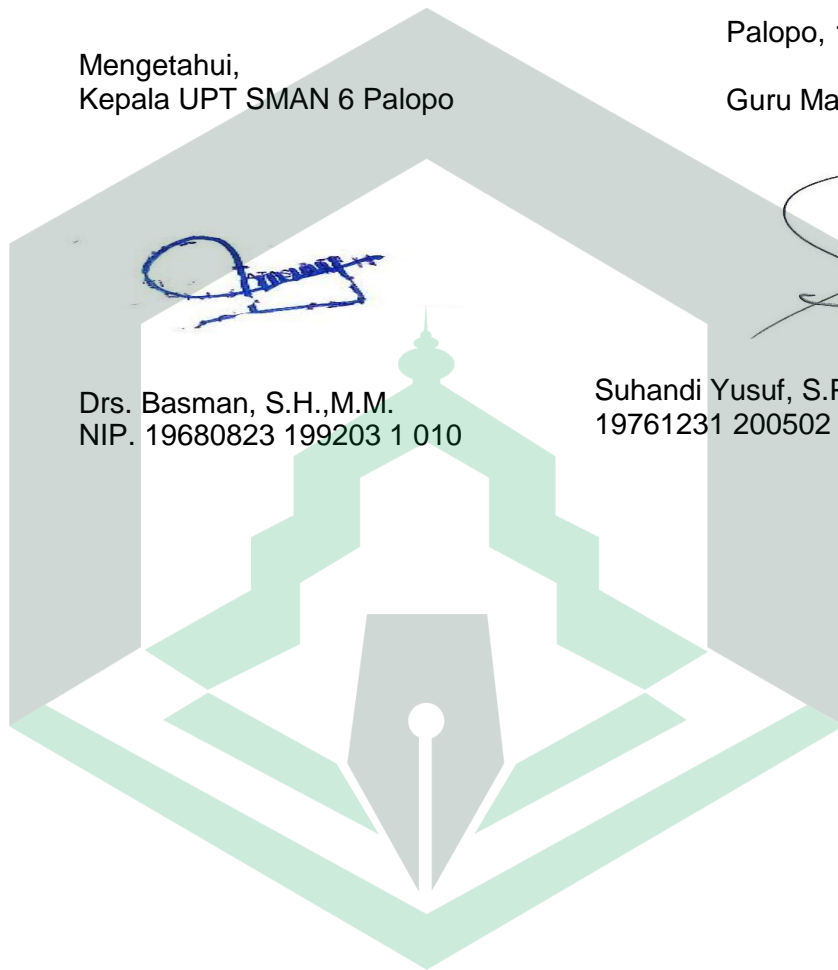 Mengetahui,
Kepala UPT SMAN 6 Palopo
Drs. Basman, S.H.,M.M.
NIP. 19680823 199203 1 010
Palopo,
Guru
Suhandi Yusuf,
19761231 200502